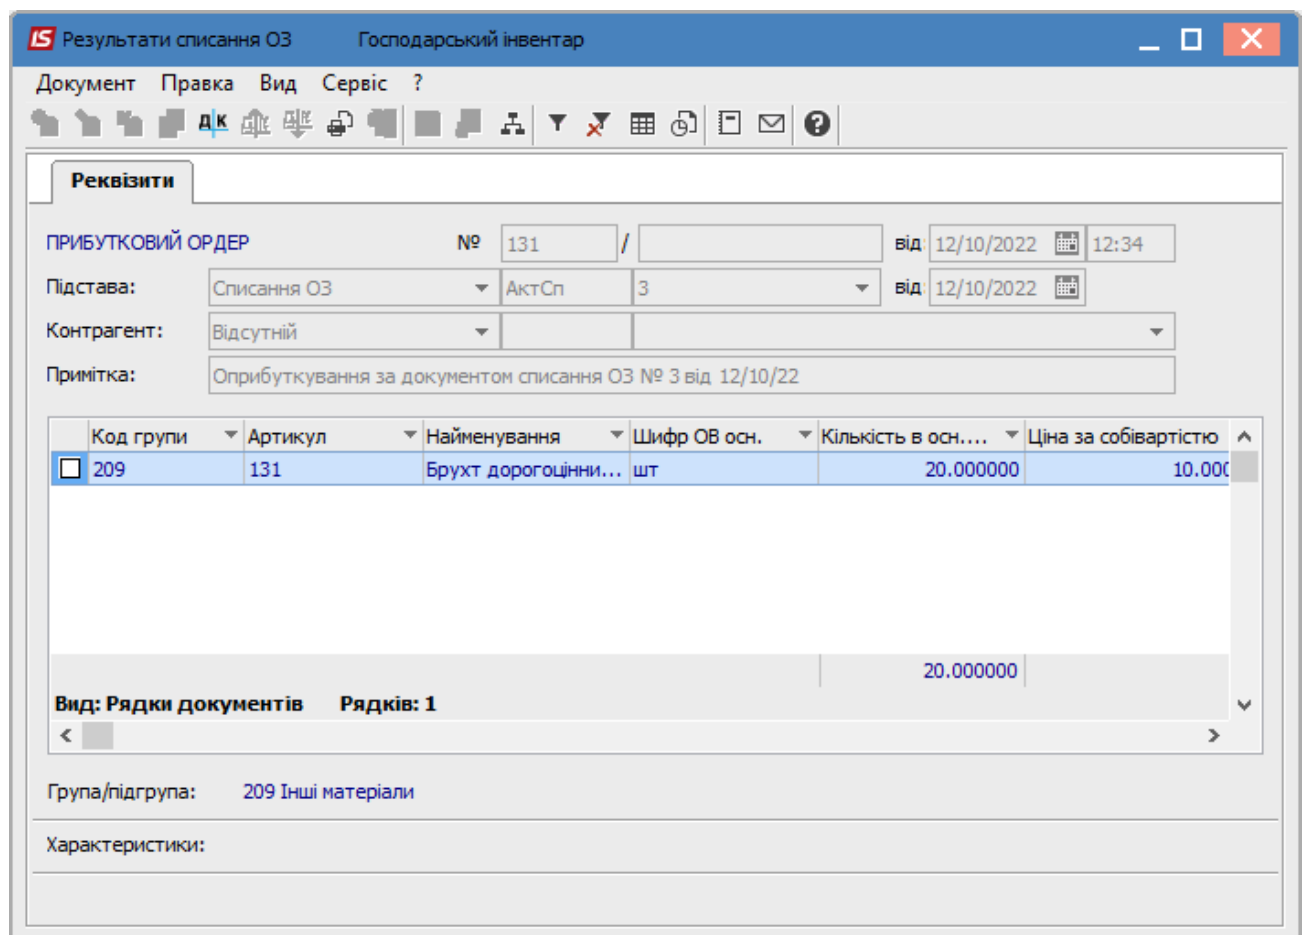 IS Результати списання ОЗ Господарський інвентар
Документ Правка Вид Сервіс ?
Д К
Реквізити
ПРИБУТКОВИЙ ОРДЕР № 131 / від: 12/10/2022 12:34
Підстава: Списання ОЗ АктСп 3 від 12/10/2022
Контрагент: Відсутній
Примітка: Оприбуткування за документом списання ОЗ № 3 від 12/10/22
Код групи Артикул Найменування Шифр ОВ осн. Кількість в осн.... Ціна за собівартістю
209 131 Брухт дорогоцінни... шт 20.000000 10.000
20.000000
Вид: Рядки документів Рядків: 1
Група/підгрупа: 209 Інші матеріали
Характеристики: